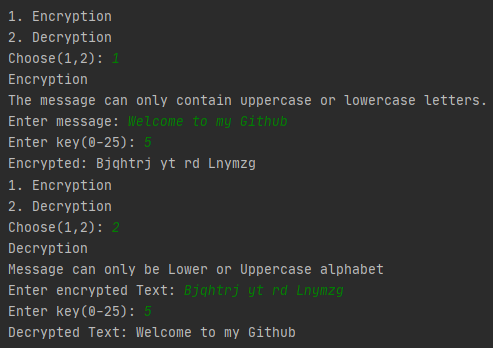 1. Encryption
2. Decryption
Choose(1,2): 1
Encryption
The message can only contain uppercase or lowercase letters.
Enter message: Welcome to my Github
Enter key(0-25): 5
Encrypted: Bjqhtrj yt rd Lnymzg
1. Encryption
2. Decryption
Choose(1,2): 2
Decryption
Message can only be Lower or Uppercase alphabet
Enter encrypted Text: Bjqhtrj yt rd Lnymzg
Enter key(0-25): 5
Decrypted Text: Welcome to my Github